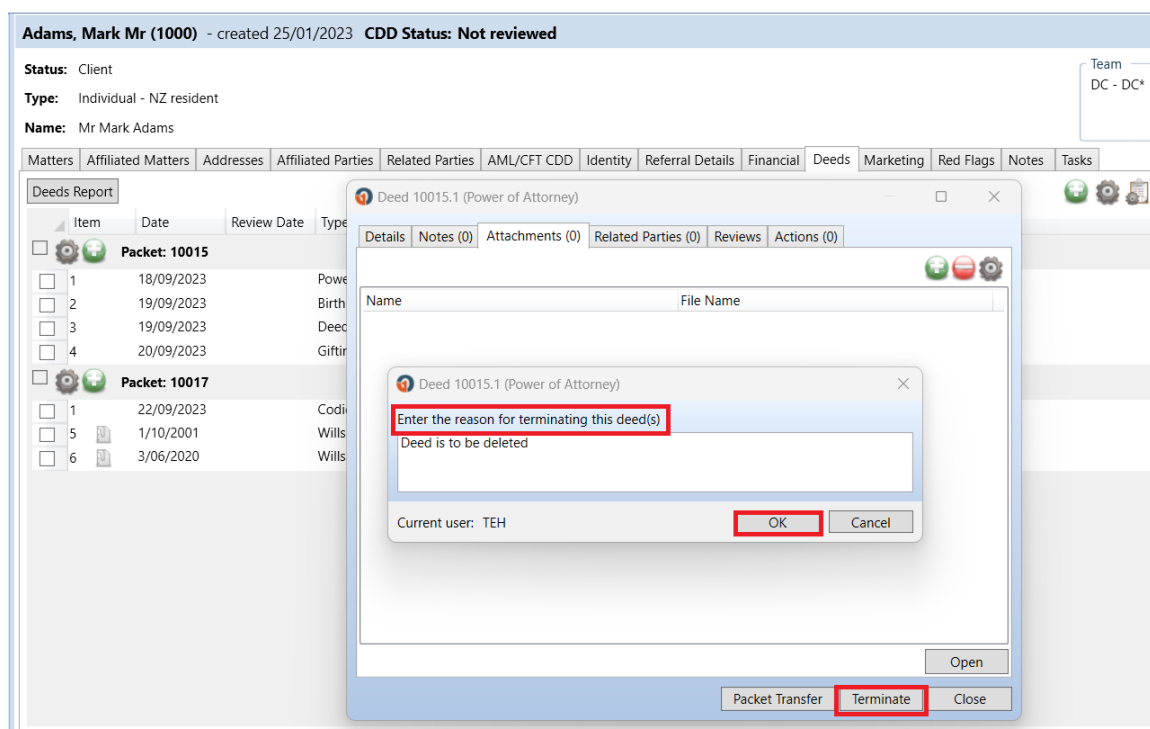 Adams, Mark Mr (1000) - created 25/01/2023 CDD Status: Not reviewed
Status: Client
Team
DC - DC*
Type: Individual - NZ resident
Name: Mr Mark Adams
Matters Affiliated Matters Addresses Affiliated Parties Related Parties AML/CFT CDD Identity Referral Details Financial Deeds Marketing Red Flags Notes Tasks
Deeds Report
Item Date Review Date Type
Packet: 10015
1 18/09/2023 Powe
2 19/09/2023 Birth
3 19/09/2023 Deed
4 20/09/2023 Giftin
Packet: 10017
1 22/09/2023 Codi
5 1/10/2001 Wills
6 3/06/2020 Wills
Deed 10015.1 (Power of Attorney)
Details Notes (0) Attachments (0) Related Parties (0) Reviews Actions (0)
Name File Name
Deed 10015.1 (Power of Attorney)
Enter the reason for terminating this deed(s)
Deed is to be deleted
Current user: TEH OK Cancel
Open
Packet Transfer Terminate Close